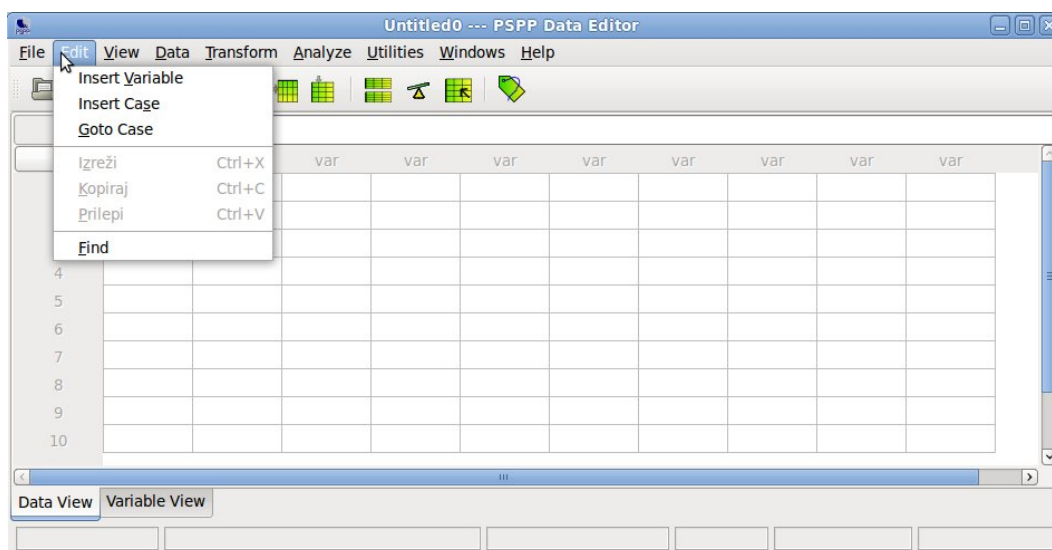 Untitled0 --- PSPP Data Editor
File Edit View Data Transform Analyze Utilities Windows Help
Insert Variable
Insert Case
Goto Case
Izreži Ctrl+X
Kopiraj Ctrl+C
Prilepi Ctrl+V
Find
var var var var var var var var
4
5
6
7
8
9
10
Data View Variable View